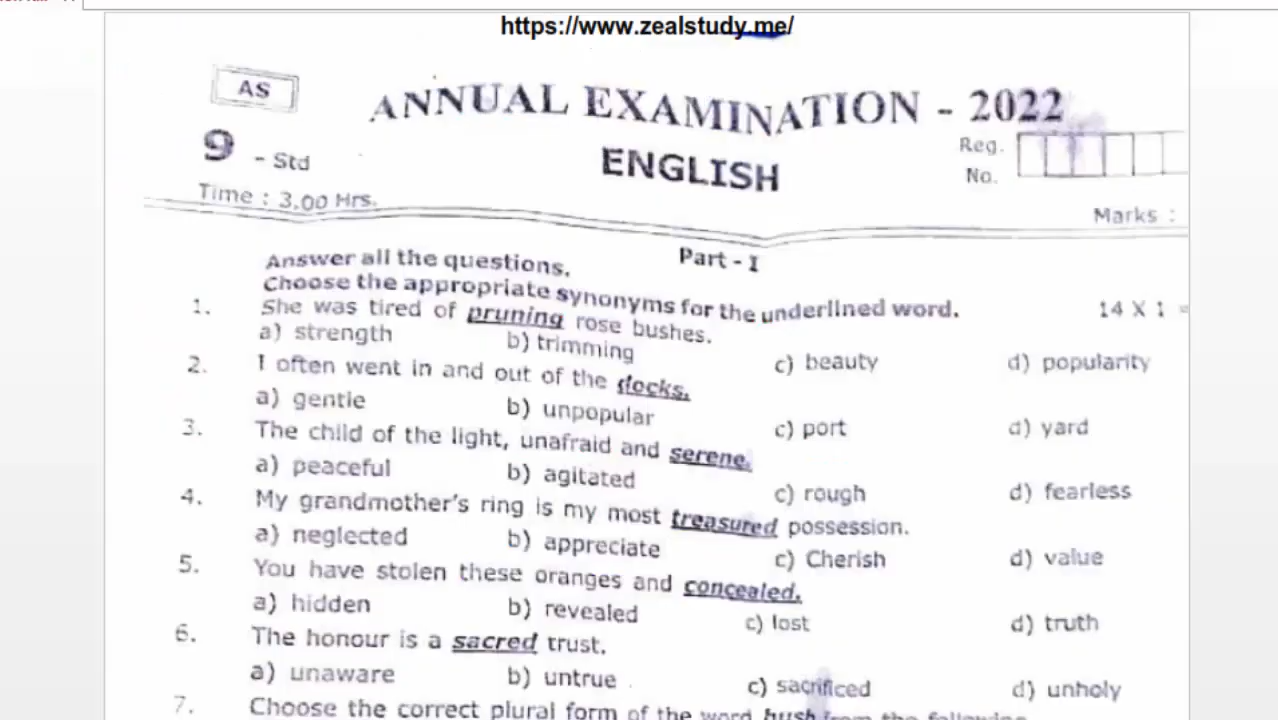 https://www.zealstudy.me/
AS
ANNUAL EXAMINATION - 2022
9 - Std
ENGLISH
Reg.
No.
Time : 3.00 Hrs.
Marks :
Part - I
Answer all the questions.
Choose the appropriate synonyms for the underlined word. 14 X 1 =
1. She was tired of pruning rose bushes.
a) strength b) trimming c) beauty d) popularity
2. I often went in and out of the docks.
a) gentle b) unpopular c) port d) yard
3. The child of the light, unafraid and serene.
a) peaceful b) agitated c) rough d) fearless
4. My grandmother's ring is my most treasured possession.
a) neglected b) appreciate c) Cherish d) value
5. You have stolen these oranges and concealed.
a) hidden b) revealed c) lost d) truth
6. The honour is a sacred trust.
a) unaware b) untrue c) sacrificed d) unholy
7. Choose the correct plural form of the word bush from the following.